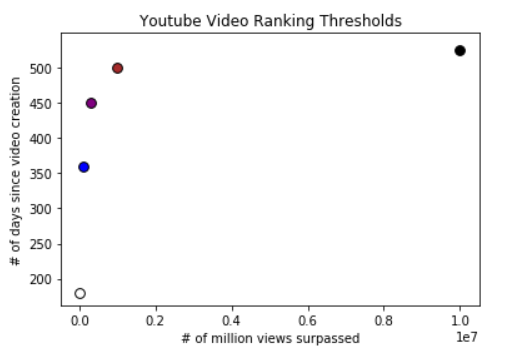 Youtube Video Ranking Thresholds
# of days since video creation
500
450
400
350
300
250
200
0.0 0.2 0.4 0.6 0.8 1.0
1e7
# of million views surpassed